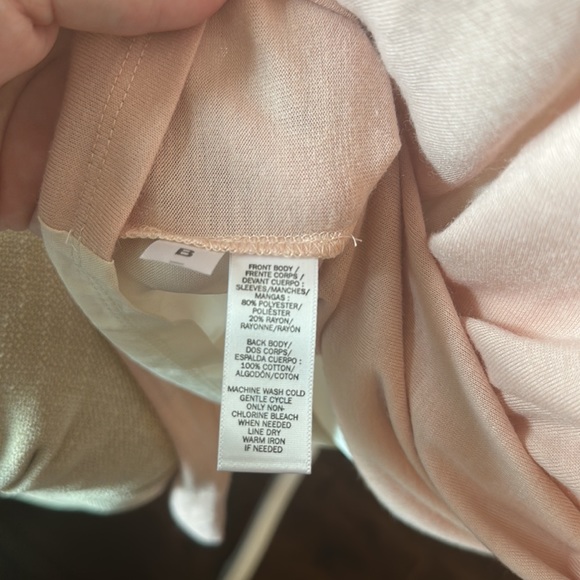 B
FRONT BODY /
FRENTE CORPS /
DEVANT CUERPO :
SLEEVES/MANCHES/
MANGAS :
80% POLYESTER/
POLIÉSTER
20% RAYON/
RAYONNE/RAYÓN
BACK BODY/
DOS CORPS/
ESPALDA CUERPO :
100% COTTON/
ALGODÓN/COTON
MACHINE WASH COLD
GENTLE CYCLE
ONLY NON-
CHLORINE BLEACH
WHEN NEEDED
LINE DRY
WARM IRON
IF NEEDED